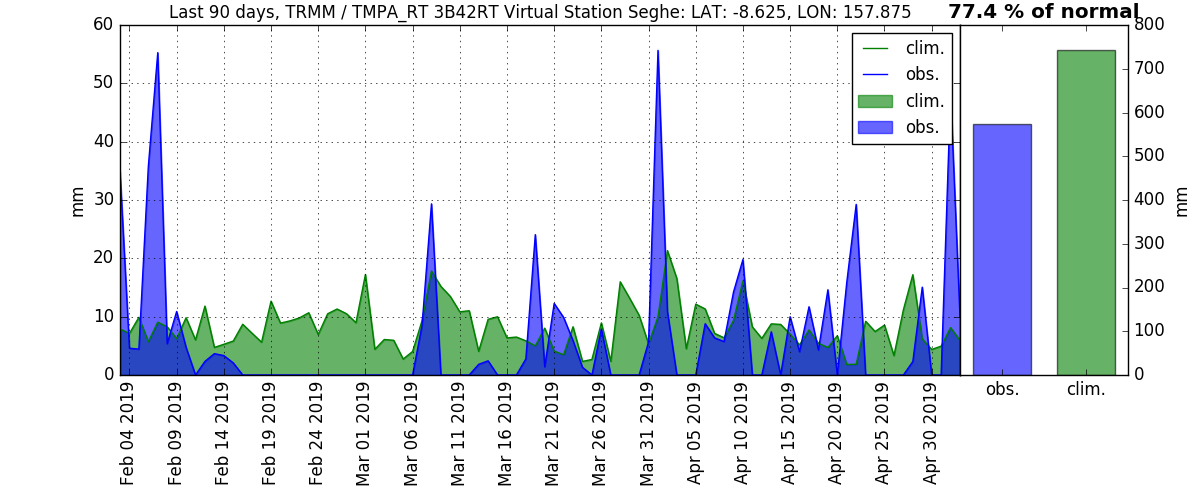 Last 90 days, TRMM / TMPA_RT 3B42RT Virtual Station Seghe: LAT: -8.625, LON: 157.875
77.4 % of normal
60
50
40
30
20
10
0
mm
clim.
obs.
clim.
obs.
Feb 04 2019
Feb 09 2019
Feb 14 2019
Feb 19 2019
Feb 24 2019
Mar 01 2019
Mar 06 2019
Mar 11 2019
Mar 16 2019
Mar 21 2019
Mar 26 2019
Mar 31 2019
Apr 05 2019
Apr 10 2019
Apr 15 2019
Apr 20 2019
Apr 25 2019
Apr 30 2019
800
700
600
500
400
300
200
100
0
mm
obs.
clim.